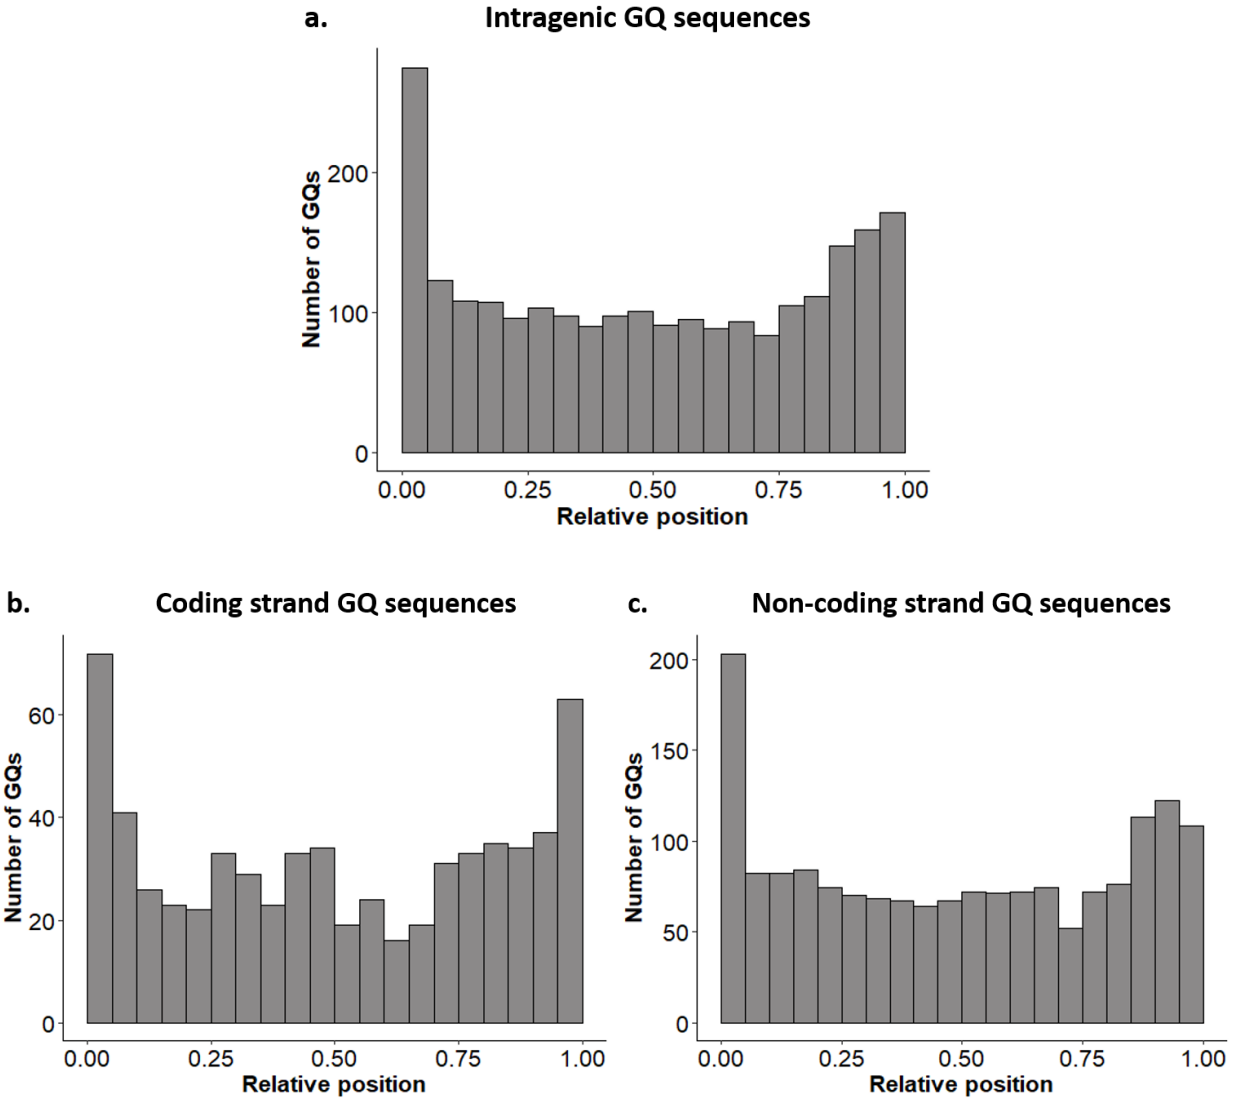 a. Intragenic GQ sequences
Number of GQs
200
100
0
0.00 0.25 0.50 0.75 1.00
Relative position
b. Coding strand GQ sequences
Number of GQs
60
40
20
0
0.00 0.25 0.50 0.75 1.00
Relative position
c. Non-coding strand GQ sequences
Number of GQs
200
150
100
50
0
0.00 0.25 0.50 0.75 1.00
Relative position